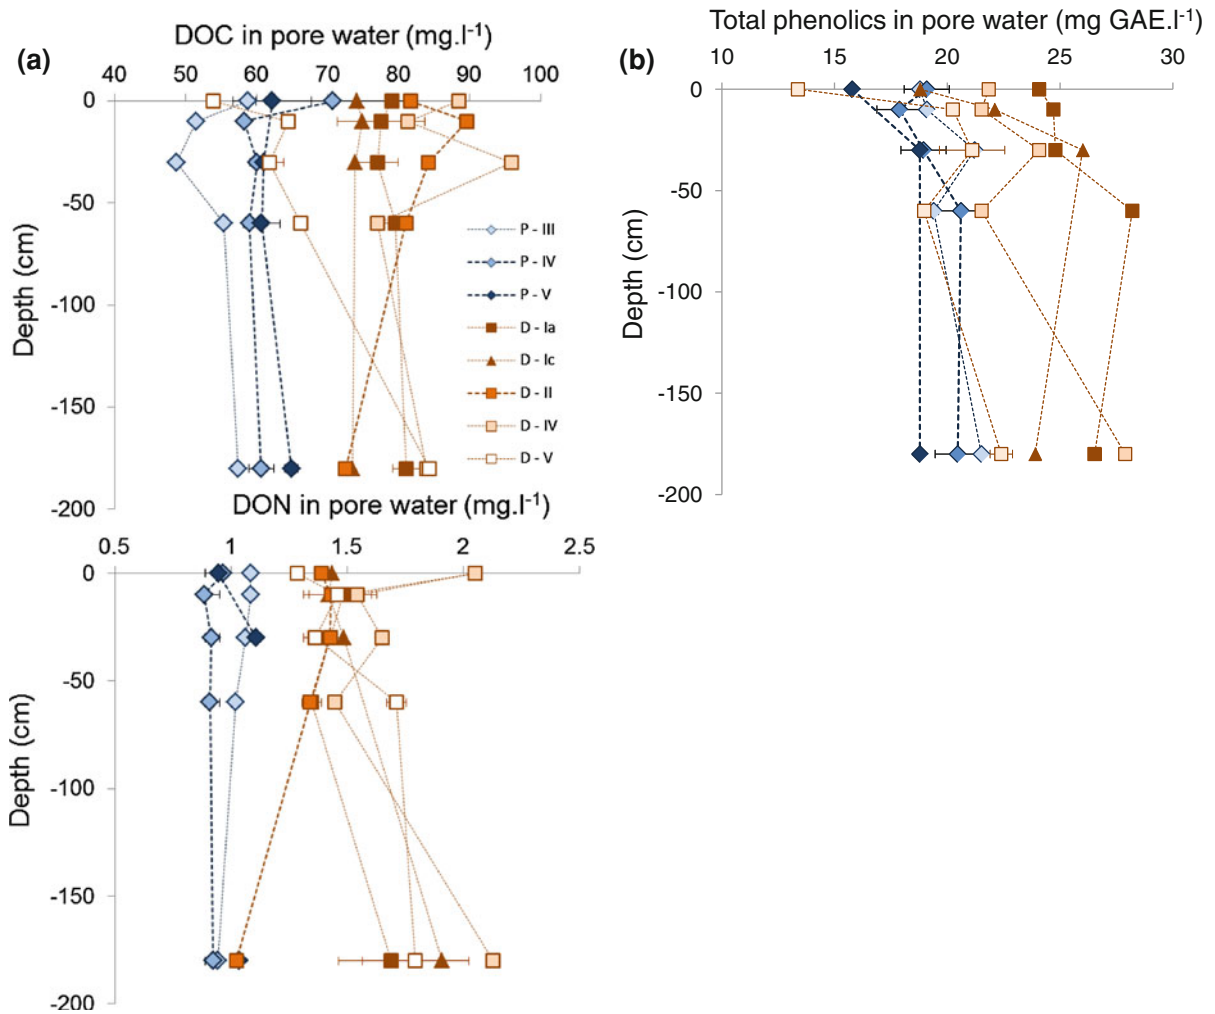 (a)
DOC in pore water (mg.l-1)
40 50 60 70 80 90 100
0
-50
-100
-150
-200
Depth (cm)
P - III
P - IV
P - V
D - Ia
D - Ic
D - II
D - IV
D - V
(b)
Total phenolics in pore water (mg GAE.l-1)
10 15 20 25 30
0
-50
-100
-150
-200
Depth (cm)
DON in pore water (mg.l-1)
0.5 1 1.5 2 2.5
0
-50
-100
-150
-200
Depth (cm)